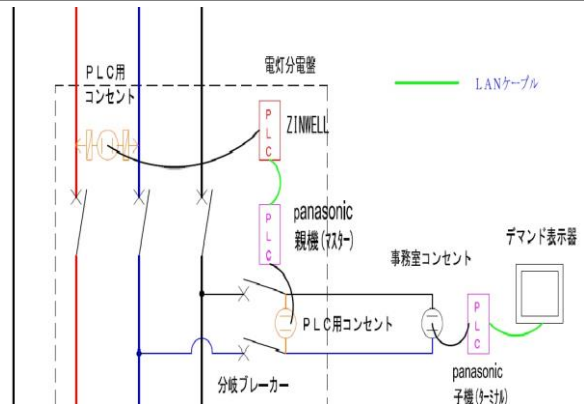 PLC用
コンセント
電灯分電盤
LANケーブル
PLC
ZINWELL
PLC
panasonic
親機(マスター)
事務室コンセント
デマンド表示器
PLC用コンセント
PLC
分岐ブレーカー
panasonic
子機(ターミナル)